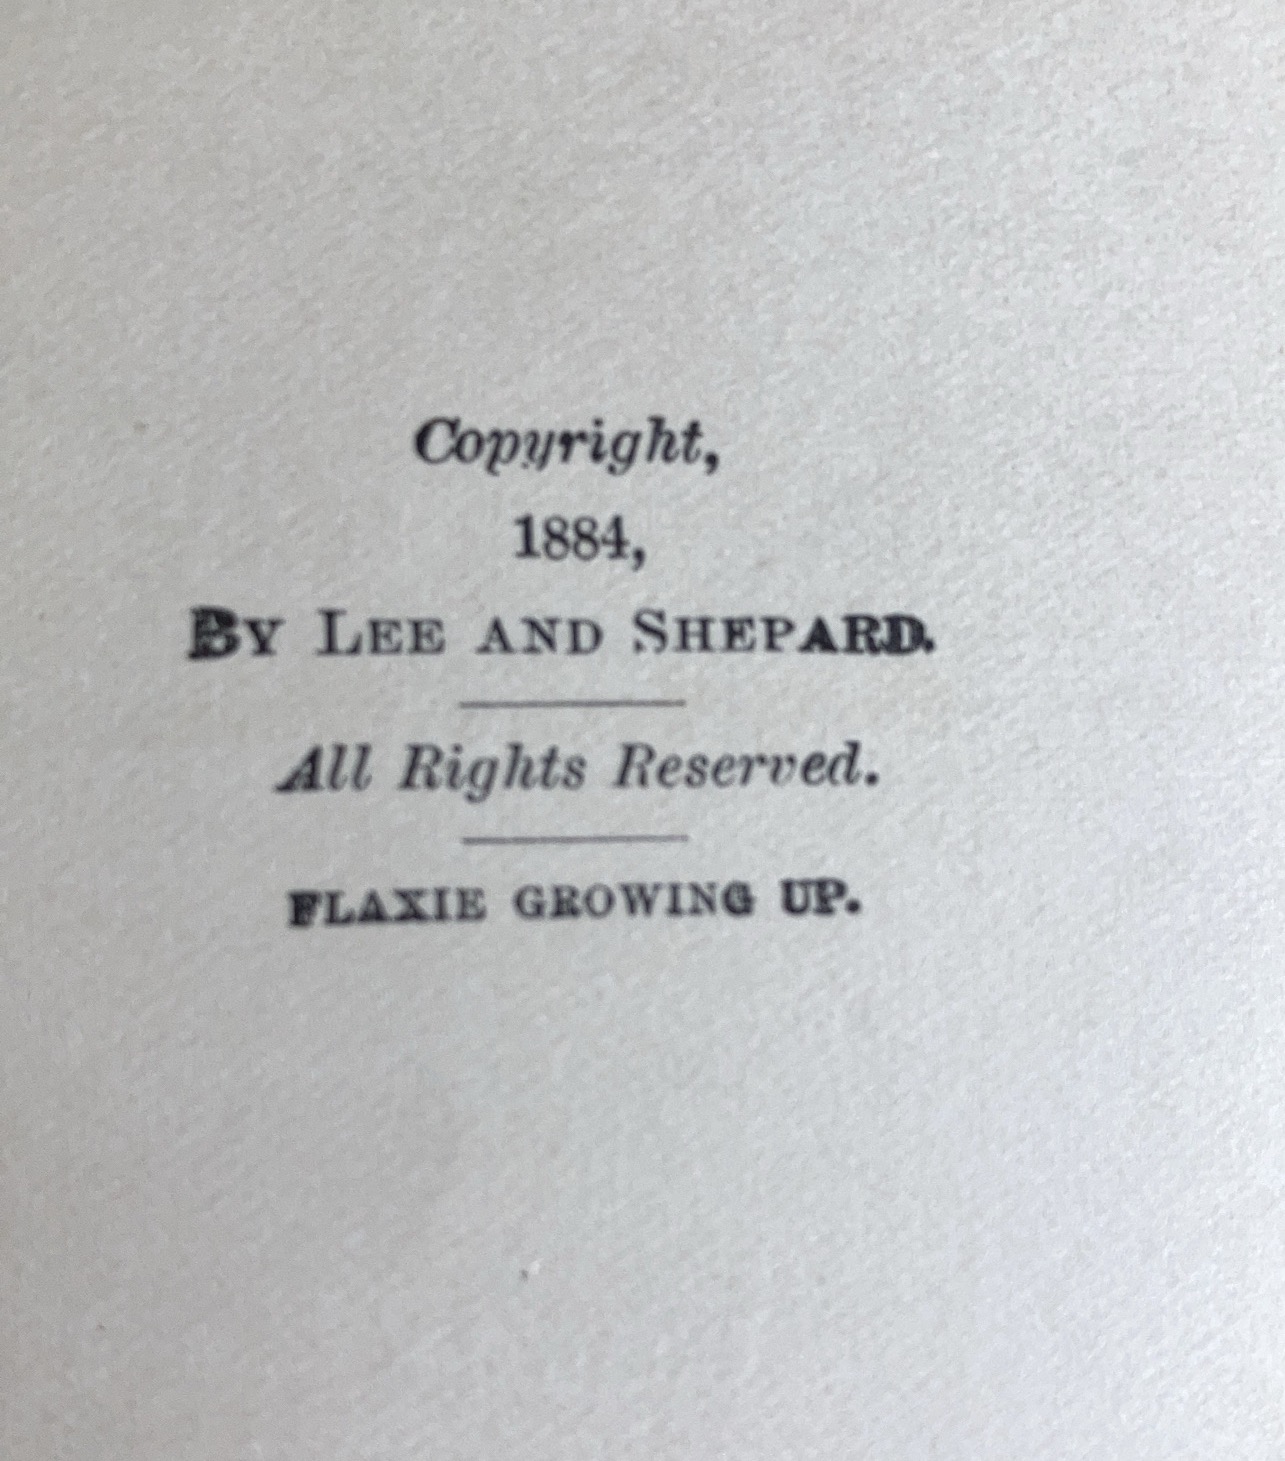 Copyright,
1884,
BY LEE AND SHEPARD.
All Rights Reserved.
FLAXIE GROWING UP.